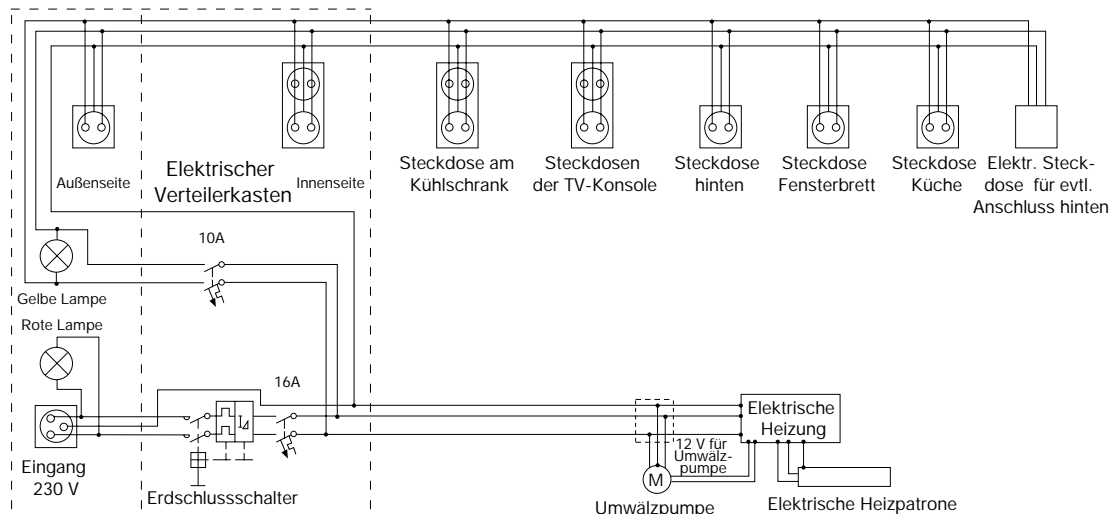 Außenseite
Elektrischer
Verteilerkasten
Innenseite
Steckdose am
Kühlschrank
Steckdosen
der TV-Konsole
Steckdose
hinten
Steckdose
Fensterbrett
Steckdose
Küche
Elektr. Steck-
dose für evtl.
Anschluss hinten
10A
Gelbe Lampe
Rote Lampe
16A
I⊿
Eingang
230 V
Erdschlussschalter
12 V für
Umwälz-
pumpe
M
Umwälzpumpe
Elektrische
Heizung
Elektrische Heizpatrone